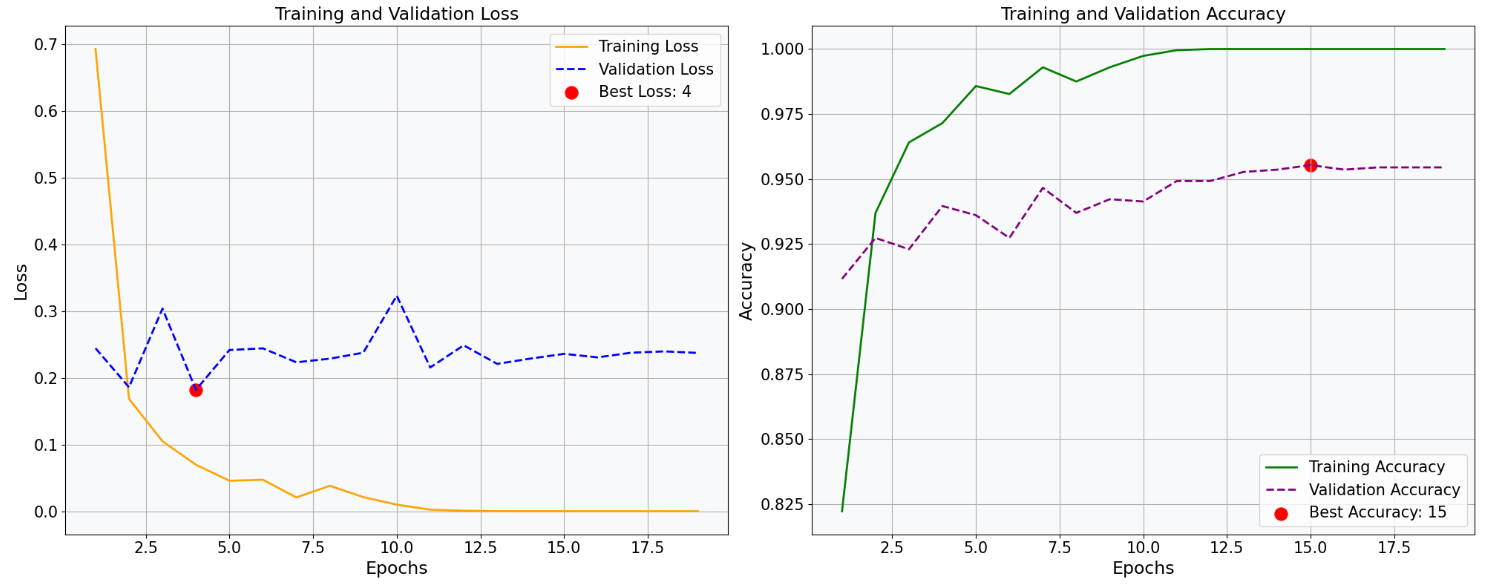 Training and Validation Loss
0.7
0.6
0.5
0.4
0.3
0.2
0.1
0.0
Loss
Training Loss
Validation Loss
Best Loss: 4
2.5 5.0 7.5 10.0 12.5 15.0 17.5
Epochs
Training and Validation Accuracy
1.000
0.975
0.950
0.925
0.900
0.875
0.850
0.825
Accuracy
Training Accuracy
Validation Accuracy
Best Accuracy: 15
2.5 5.0 7.5 10.0 12.5 15.0 17.5
Epochs